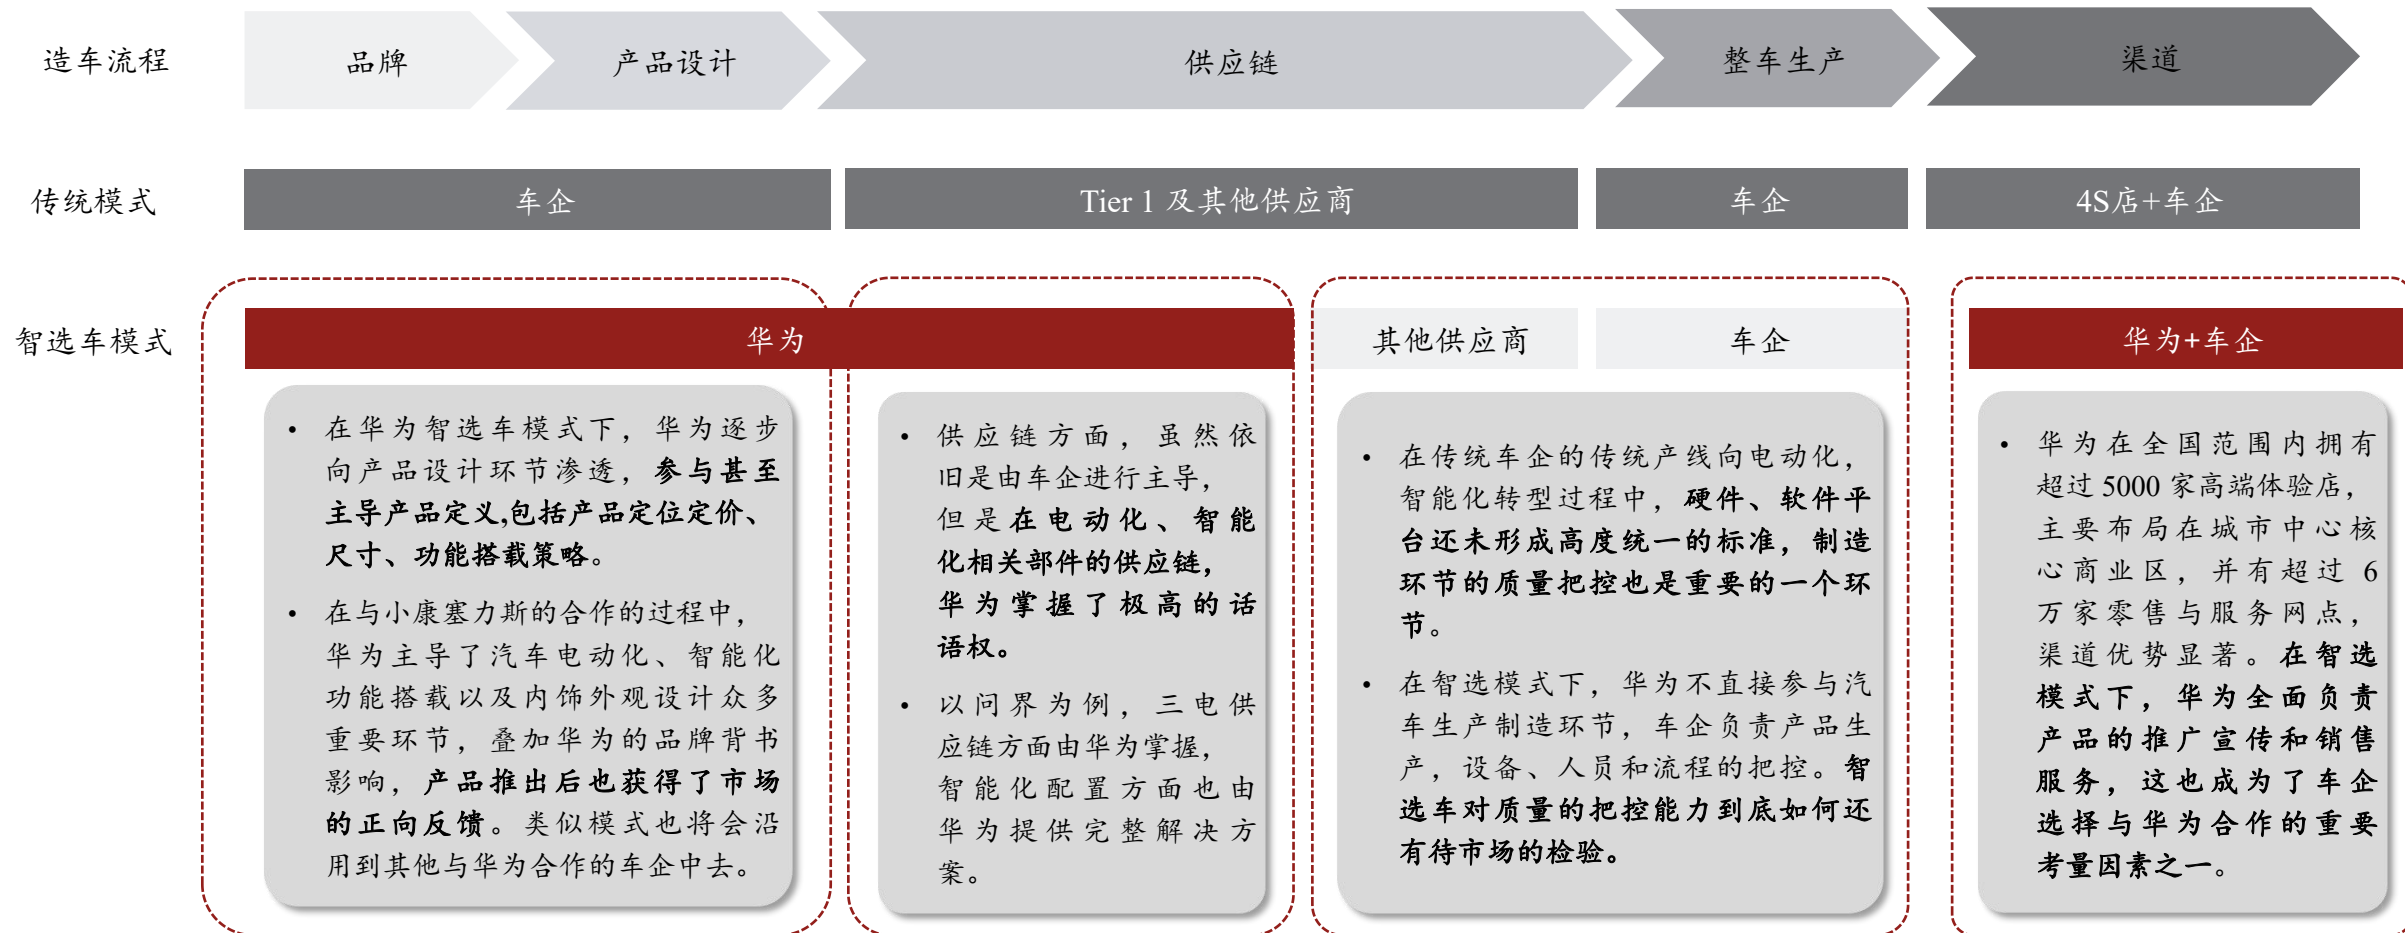 造车流程
品牌
产品设计
供应链
整车生产
渠道
传统模式
车企
Tier 1 及其他供应商
车企
4S店+车企
智选车模式
华为
其他供应商
车企
华为+车企
• 在华为智选车模式下，华为逐步
向产品设计环节渗透，参与甚至
主导产品定义,包括产品定位定价、
尺寸、功能搭载策略。
• 在与小康塞力斯的合作的过程中，
华为主导了汽车电动化、智能化
功能搭载以及内饰外观设计众多
重要环节，叠加华为的品牌背书
影响，产品推出后也获得了市场
的正向反馈。类似模式也将会沿
用到其他与华为合作的车企中去。
• 供应链方面，虽然依
旧是由车企进行主导，
但是在电动化、智能
化相关部件的供应链，
华为掌握了极高的话
语权。
• 以问界为例，三电供
应链方面由华为掌握，
智能化配置方面也由
华为提供完整解决方
案。
• 在传统车企的传统产线向电动化，
智能化转型过程中，硬件、软件平
台还未形成高度统一的标准，制造
环节的质量把控也是重要的一个环
节。
• 在智选模式下，华为不直接参与汽
车生产制造环节，车企负责产品生
产，设备、人员和流程的把控。智
选车对质量的把控能力到底如何还
有待市场的检验。
• 华为在全国范围内拥有
超过 5000 家高端体验店，
主要布局在城市中心核
心商业区，并有超过 6
万家零售与服务网点，
渠道优势显著。在智选
模式下，华为全面负责
产品的推广宣传和销售
服务，这也成为了车企
选择与华为合作的重要
考量因素之一。